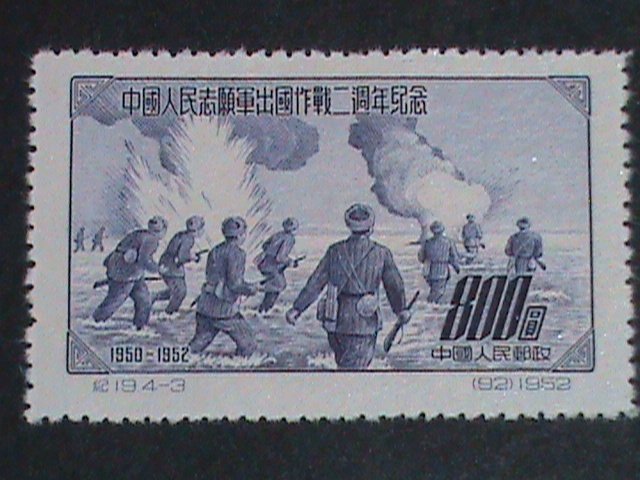 中國人民志願軍出國作戰二週年紀念
800圓
1950-1952
中國人民郵政
紀19.4-3
(92)1952